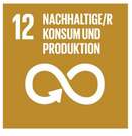 12 NACHHALTIGE/R
KONSUM UND
PRODUKTION